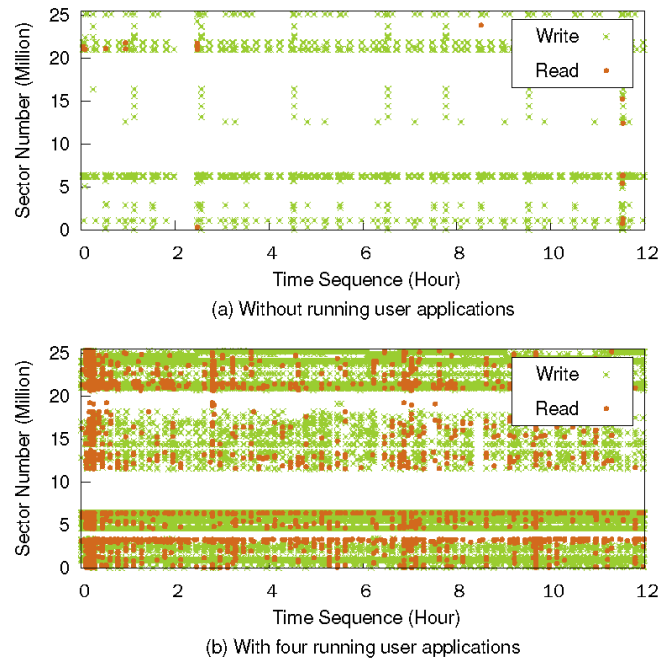 25
20
15
10
5
0
Sector Number (Million)
Write
Read
0 2 4 6 8 10 12
Time Sequence (Hour)
(a) Without running user applications
25
20
15
10
5
0
Sector Number (Million)
Write
Read
0 2 4 6 8 10 12
Time Sequence (Hour)
(b) With four running user applications